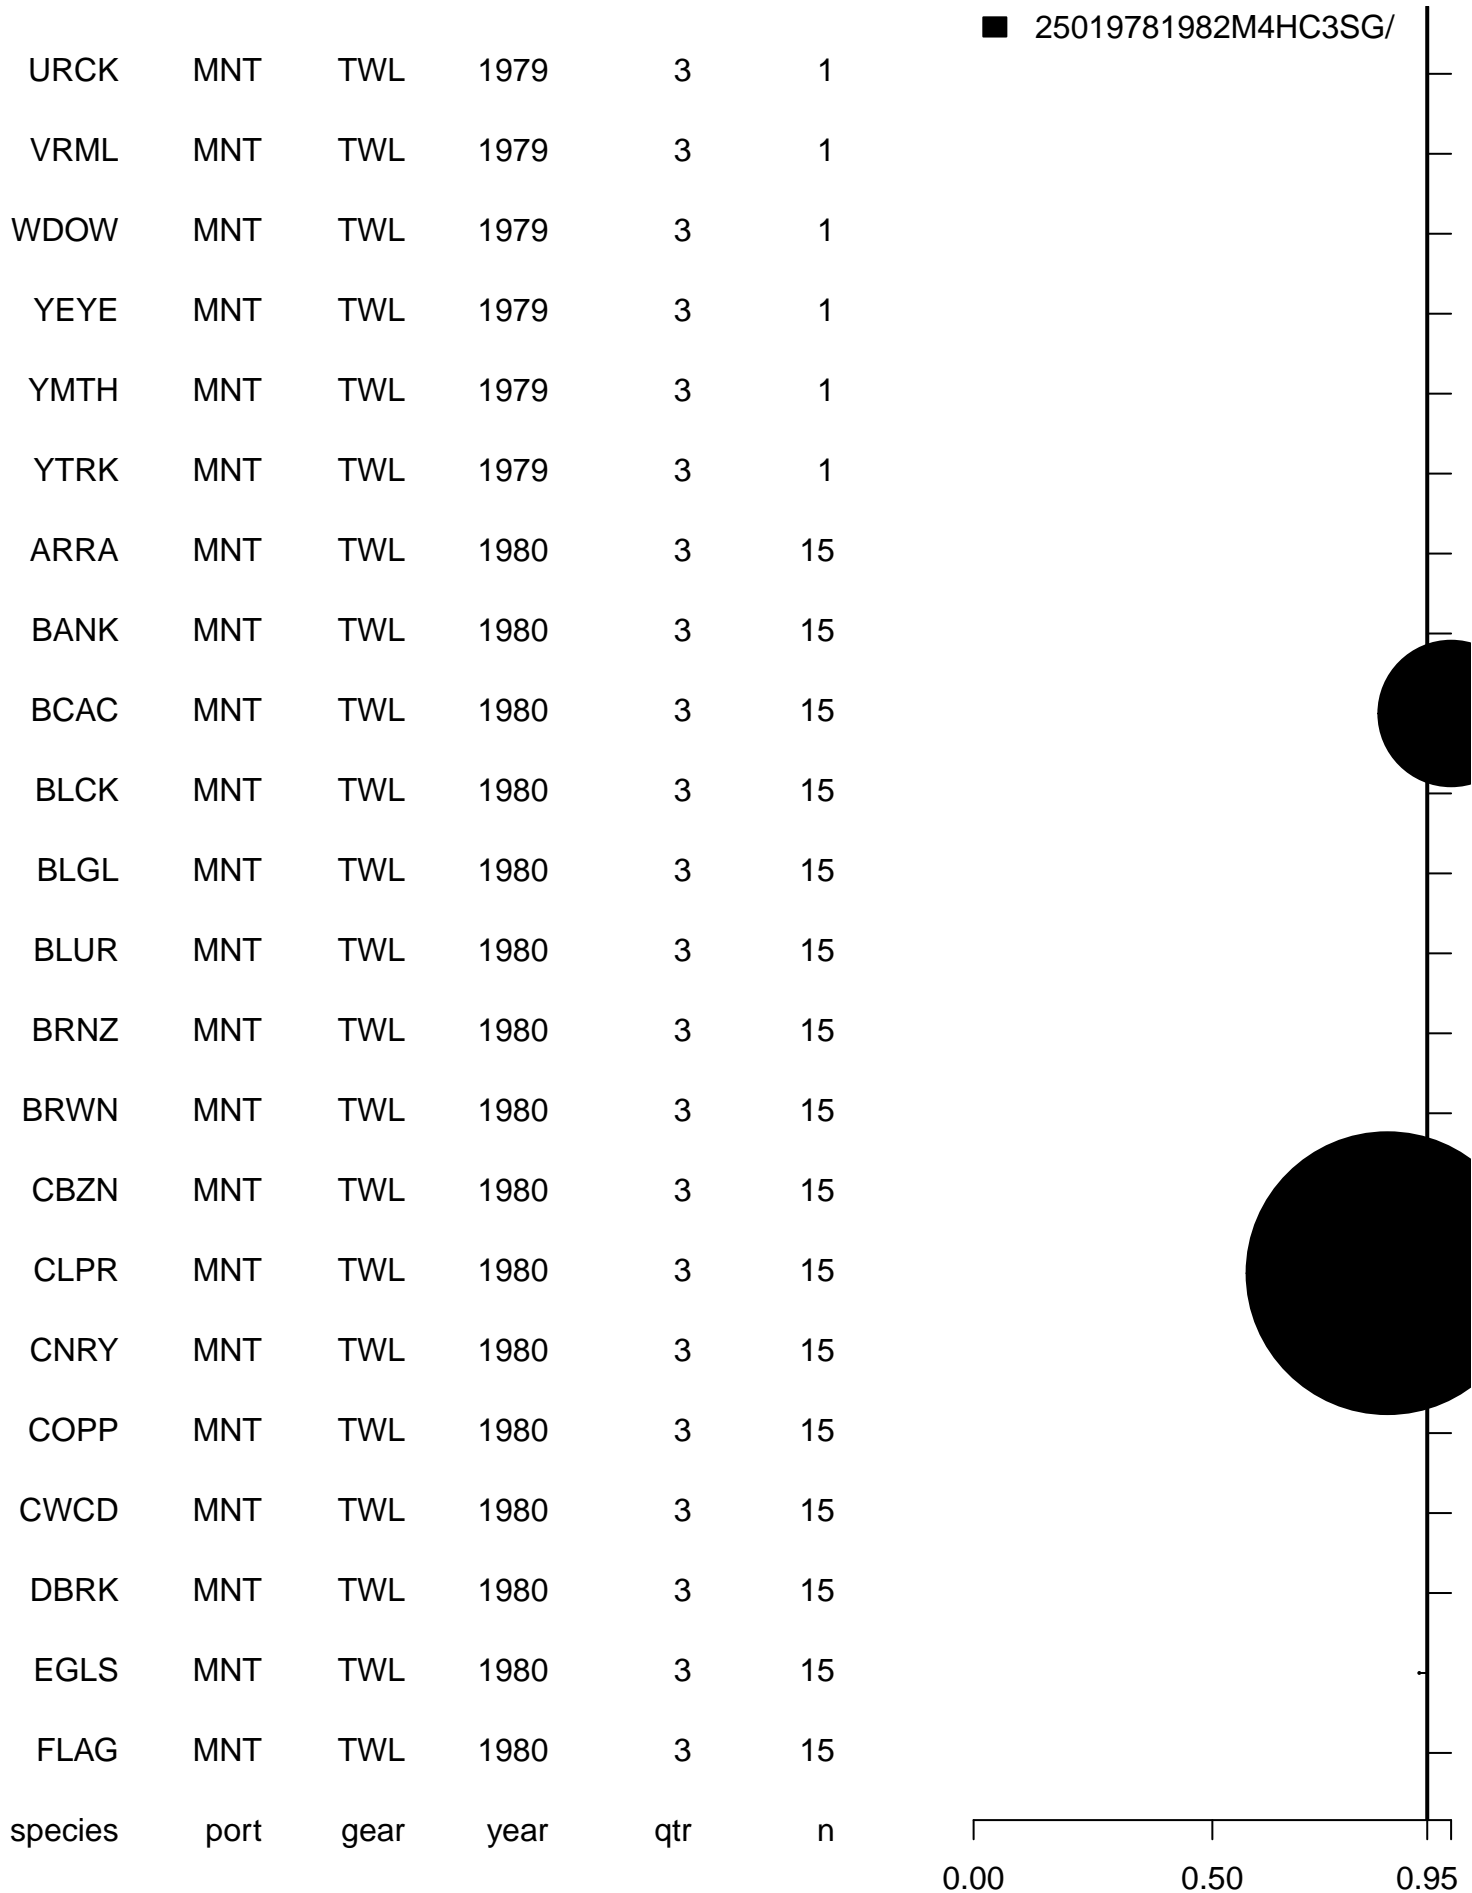 25019781982M4HC3SG/
URCK MNT TWL 1979 3 1
VRML MNT TWL 1979 3 1
WDOW MNT TWL 1979 3 1
YEYE MNT TWL 1979 3 1
YMTH MNT TWL 1979 3 1
YTRK MNT TWL 1979 3 1
ARRA MNT TWL 1980 3 15
BANK MNT TWL 1980 3 15
BCAC MNT TWL 1980 3 15
BLCK MNT TWL 1980 3 15
BLGL MNT TWL 1980 3 15
BLUR MNT TWL 1980 3 15
BRNZ MNT TWL 1980 3 15
BRWN MNT TWL 1980 3 15
CBZN MNT TWL 1980 3 15
CLPR MNT TWL 1980 3 15
CNRY MNT TWL 1980 3 15
COPP MNT TWL 1980 3 15
CWCD MNT TWL 1980 3 15
DBRK MNT TWL 1980 3 15
EGLS MNT TWL 1980 3 15
FLAG MNT TWL 1980 3 15
species port gear year qtr n
0.00 0.50 0.95